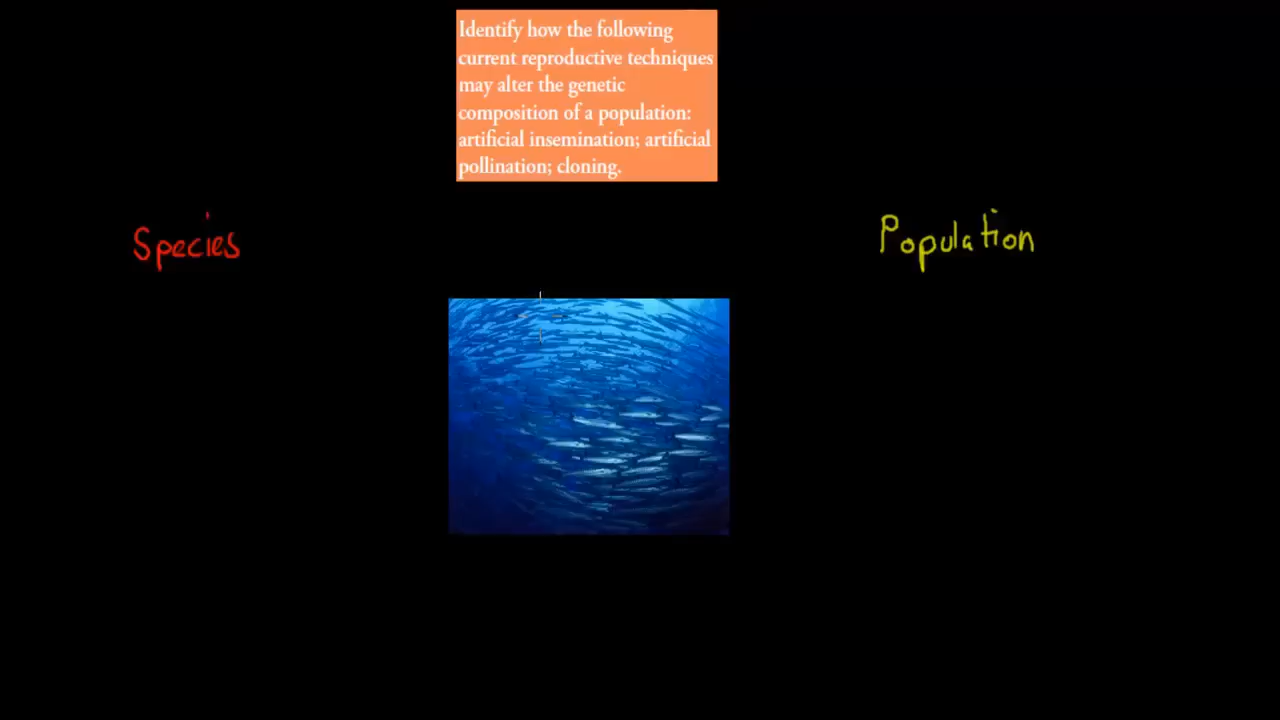 Identify how the following
current reproductive techniques
may alter the genetic
composition of a population:
artificial insemination; artificial
pollination; cloning.
Species
Population